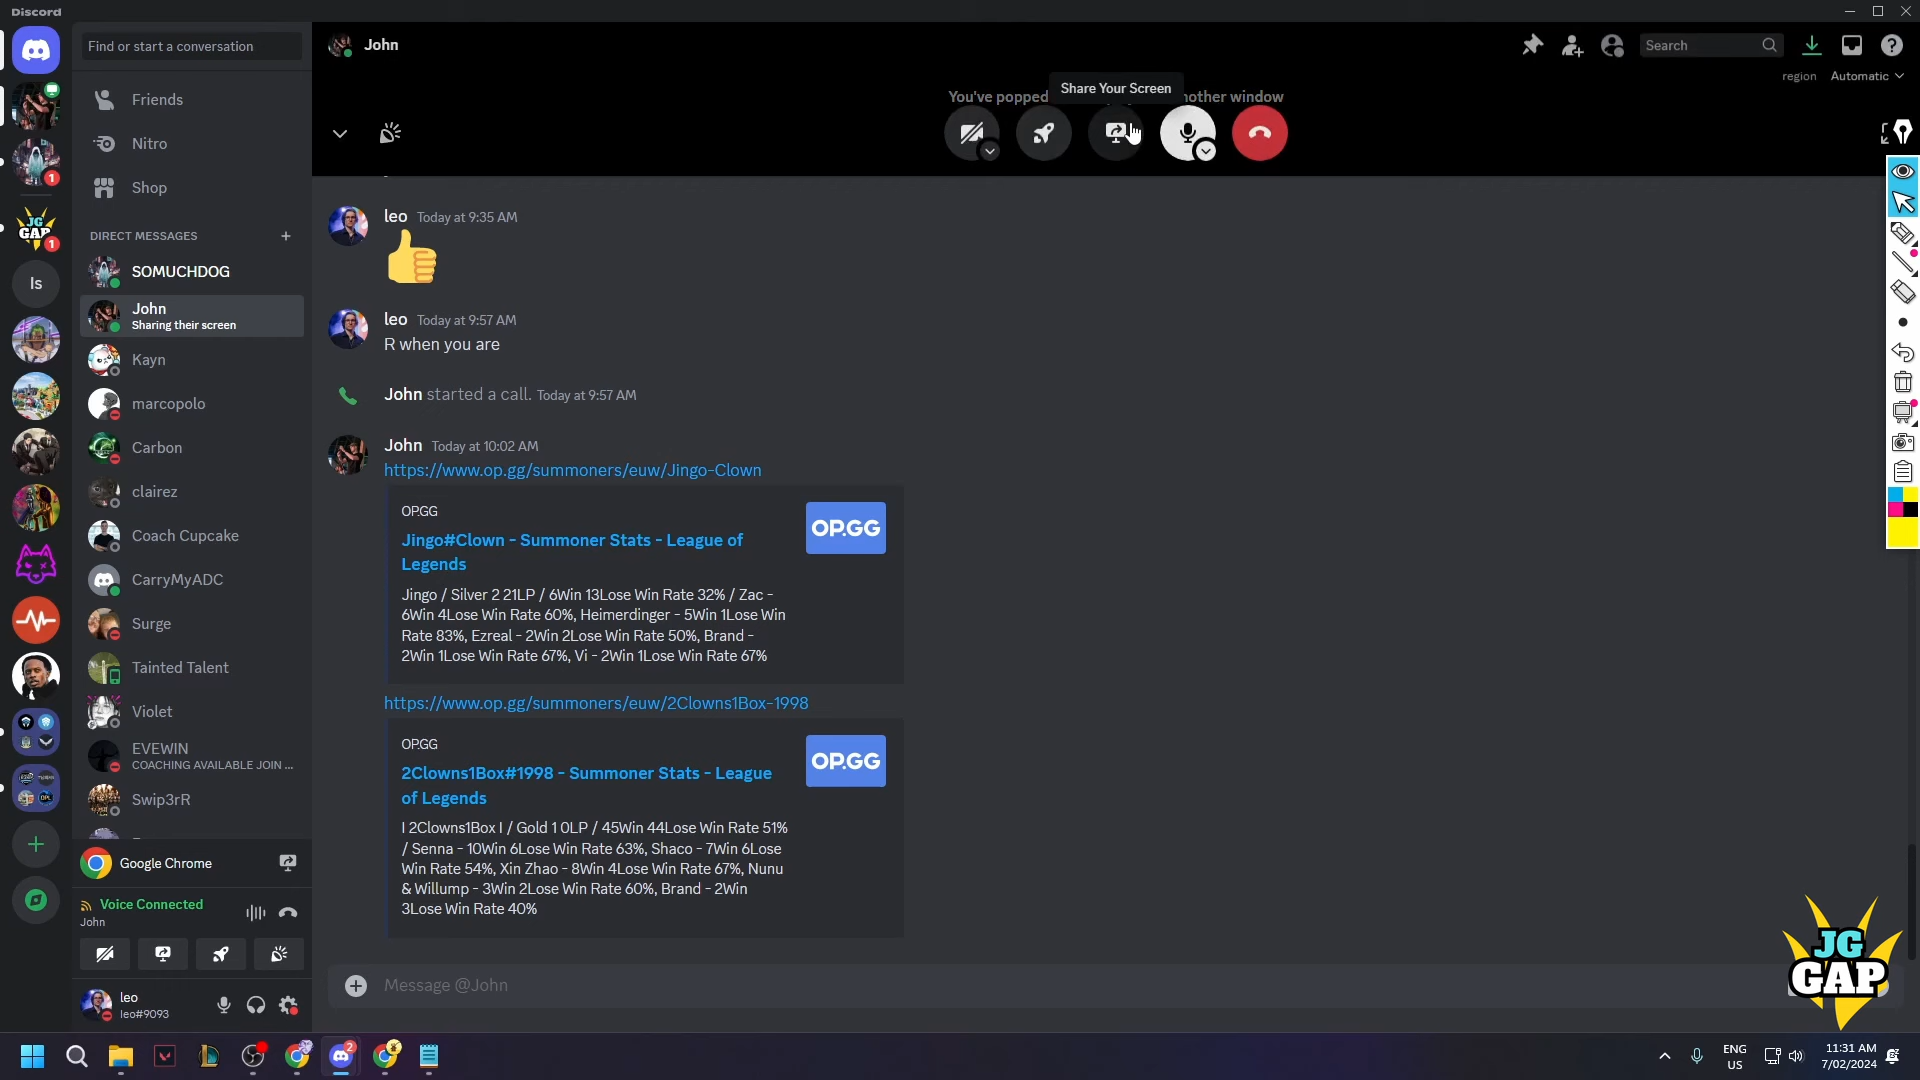 Discord
Find or start a conversation
John
Search
region Automatic
Share Your Screen
You've popped
nother window
Friends
Nitro
Shop
DIRECT MESSAGES
SOMUCHDOG
John
Sharing their screen
Kayn
marcopolo
Carbon
clairez
Coach Cupcake
CarryMyADC
Surge
Tainted Talent
Violet
EVEWIN
COACHING AVAILABLE JOIN ...
Swip3rR
Google Chrome
Voice Connected
John
leo
leo#9093
1
JG
GAP
1
Is
leo Today at 9:35 AM
leo Today at 9:57 AM
R when you are
John started a call. Today at 9:57 AM
John Today at 10:02 AM
https://www.op.gg/summoners/euw/Jingo-Clown
OP.GG
OP.GG
Jingo#Clown - Summoner Stats - League of
Legends
Jingo / Silver 2 21LP / 6Win 13Lose Win Rate 32% / Zac -
6Win 4Lose Win Rate 60%, Heimerdinger - 5Win 1Lose Win
Rate 83%, Ezreal - 2Win 2Lose Win Rate 50%, Brand -
2Win 1Lose Win Rate 67%, Vi - 2Win 1Lose Win Rate 67%
https://www.op.gg/summoners/euw/2Clowns1Box-1998
OP.GG
OP.GG
2Clowns1Box#1998 - Summoner Stats - League
of Legends
I 2Clowns1Box I / Gold 1 0LP / 45Win 44Lose Win Rate 51%
/ Senna - 10Win 6Lose Win Rate 63%, Shaco - 7Win 6Lose
Win Rate 54%, Xin Zhao - 8Win 4Lose Win Rate 67%, Nunu
& Willump - 3Win 2Lose Win Rate 60%, Brand - 2Win
3Lose Win Rate 40%
Message @John
JG
GAP
2
ENG
US
11:31 AM
7/02/2024